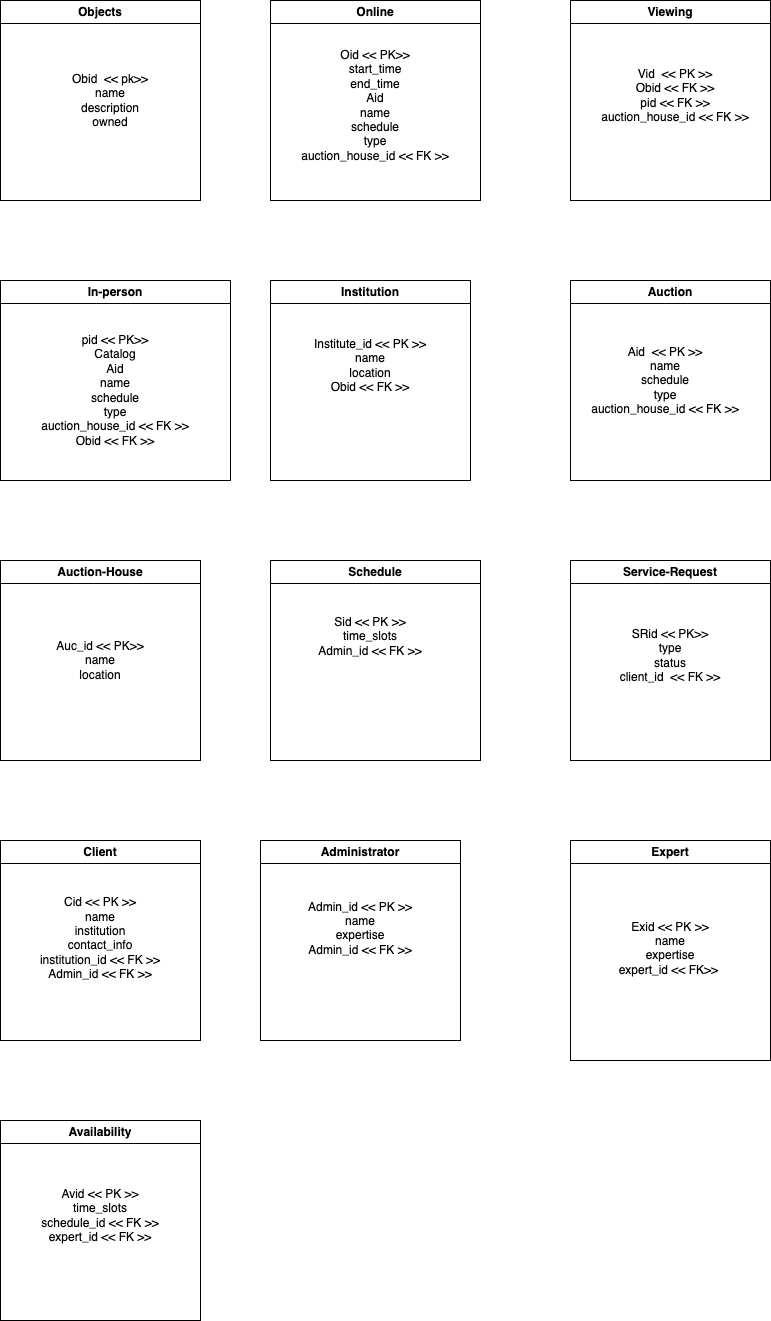 Objects
Obid  << pk>>
name
description
owned
Online
Oid << PK>>
start_time
end_time
Aid
name
schedule
type
auction_house_id << FK >>
Viewing
Vid  << PK >>
Obid << FK >>
pid << FK >>
auction_house_id << FK >>
In-person
pid << PK>>
Catalog
Aid
name
schedule
type
auction_house_id << FK >>
Obid << FK >>
Institution
Institute_id << PK >>
name
location
Obid << FK >>
Auction
Aid  << PK >>
name
schedule
type
auction_house_id << FK >>
Auction-House
Auc_id << PK>>
name
location
Schedule
Sid << PK >>
time_slots
Admin_id << FK >>
Service-Request
SRid << PK>>
type
status
client_id  << FK >>
Client
Cid << PK >>
name
institution
contact_info
institution_id << FK >>
Admin_id << FK >>
Administrator
Admin_id << PK >>
name
expertise
Admin_id << FK >>
Expert
Exid << PK >>
name
expertise
expert_id << FK>>
Availability
Avid << PK >>
time_slots
schedule_id << FK >>
expert_id << FK >>